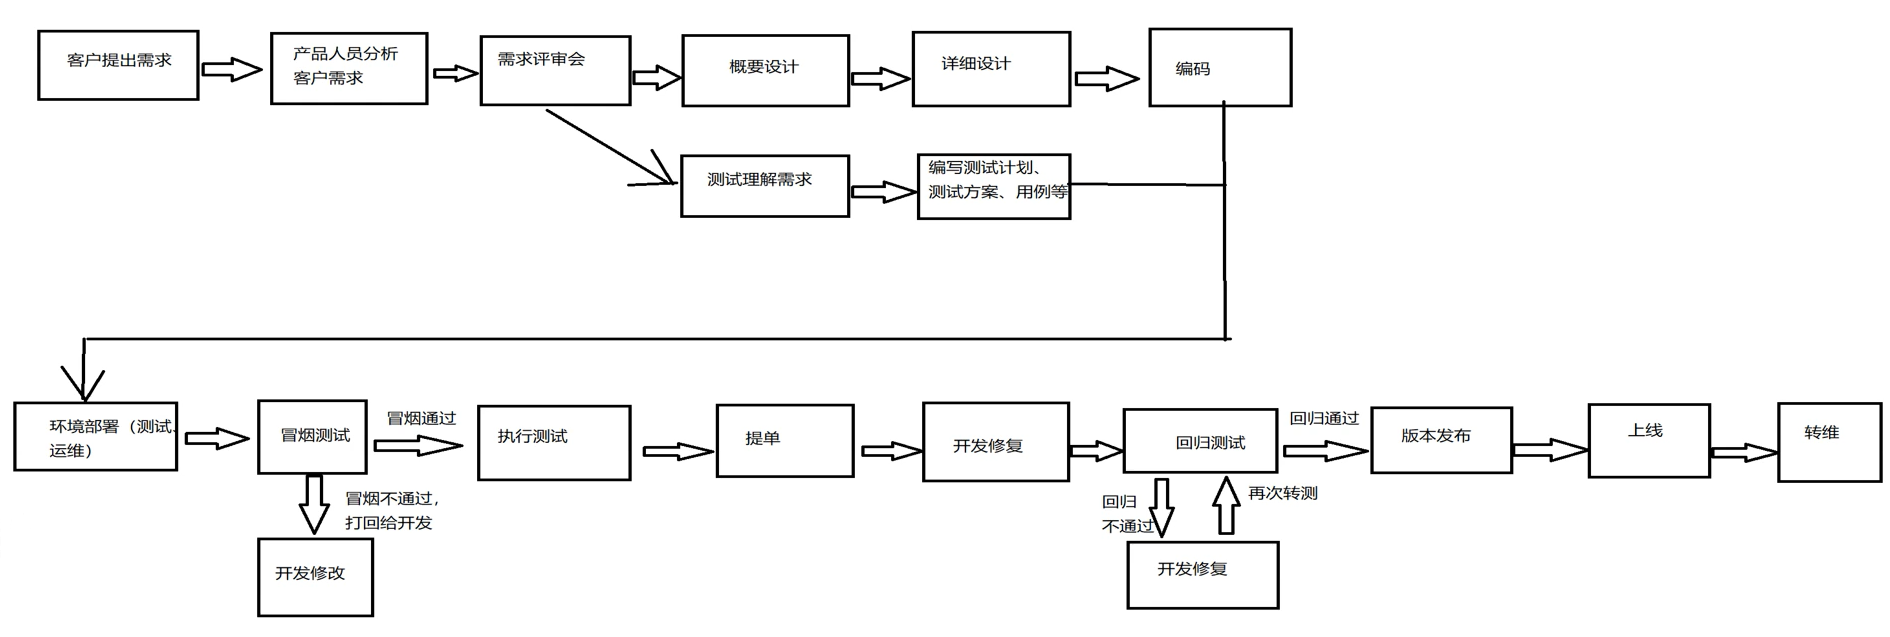 客户提出需求
产品人员分析
客户需求
需求评审会
概要设计
详细设计
编码
测试理解需求
编写测试计划、
测试方案、用例等
环境部署（测试、
运维）
冒烟测试
冒烟通过
执行测试
提单
开发修复
回归测试
回归通过
版本发布
上线
转维
冒烟不通过，
打回给开发
开发修改
回归
不通过
再次转测
开发修复